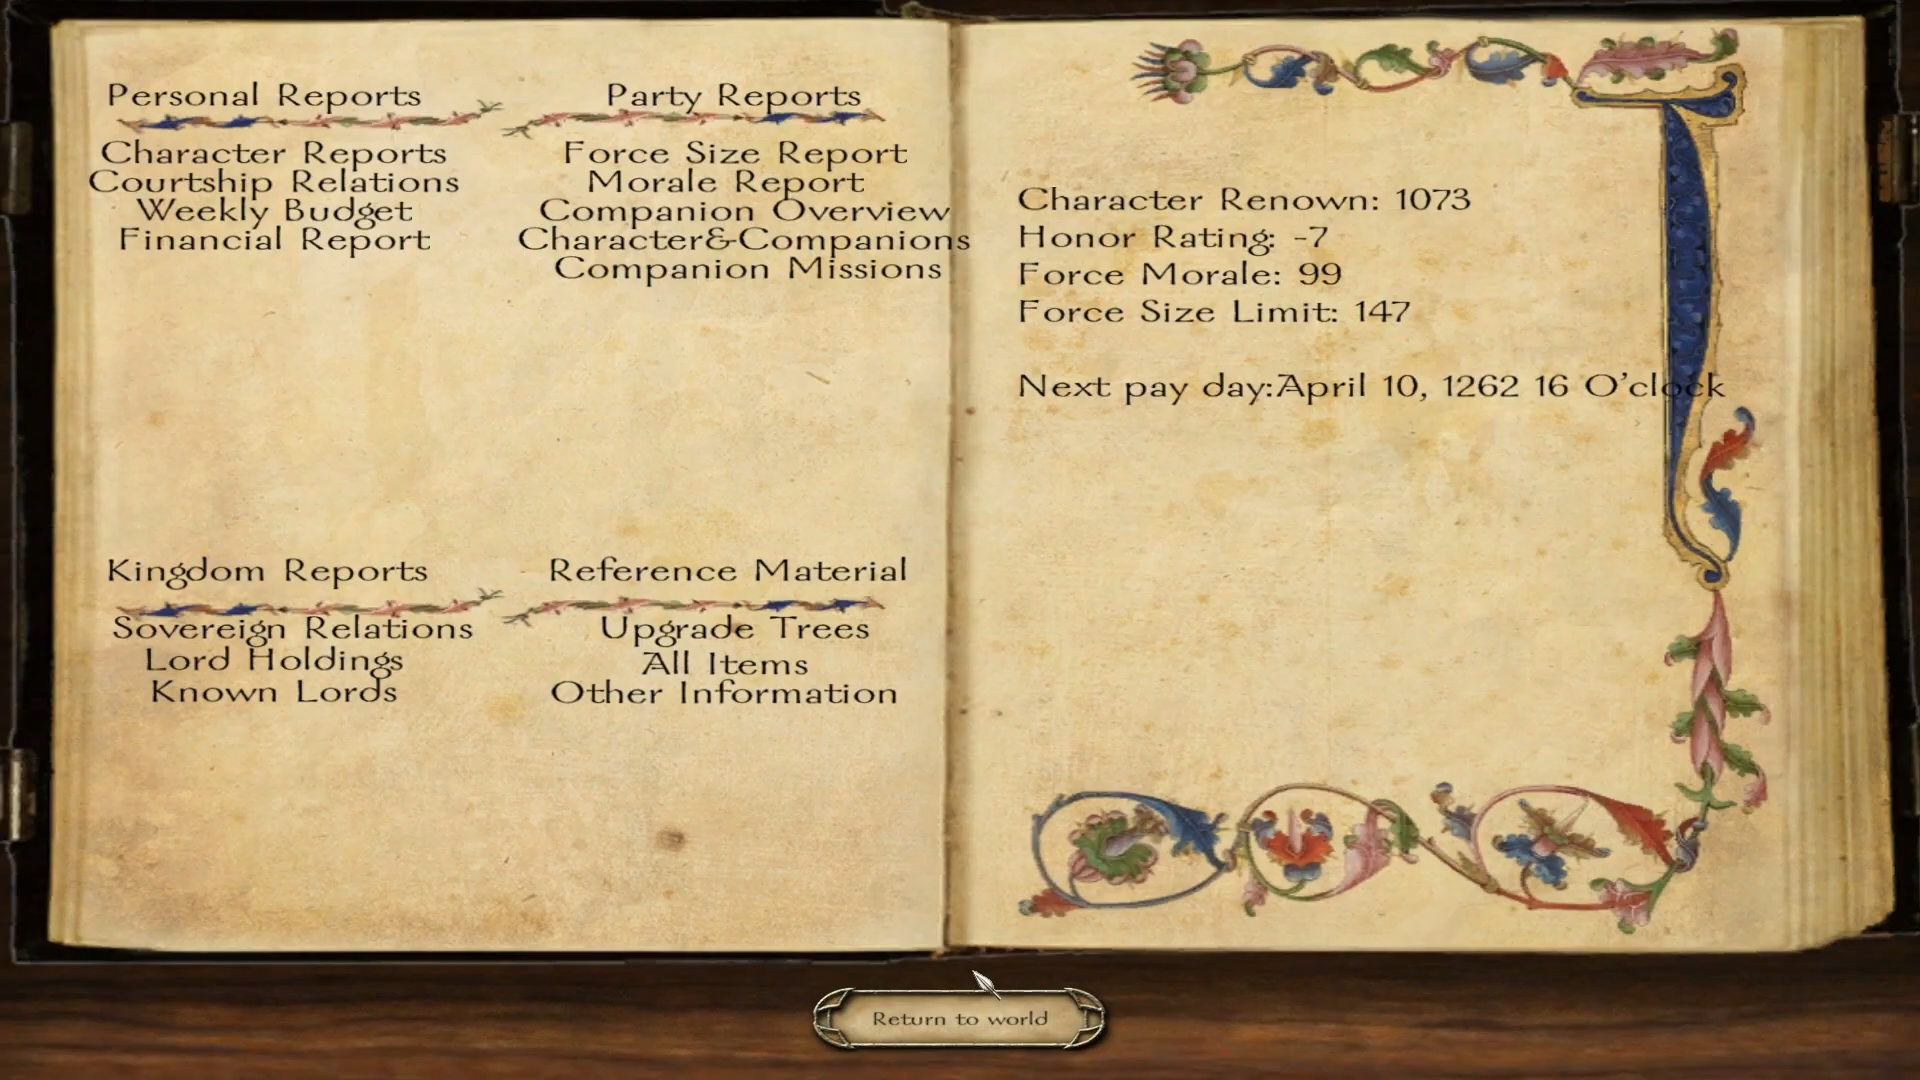 Personal Reports
Character Reports
Courtship Relations
Weekly Budget
Financial Report
Party Reports
Force Size Report
Morale Report
Companion Overview
Character&Companions
Companion Missions
Kingdom Reports
Sovereign Relations
Lord Holdings
Known Lords
Reference Material
Upgrade Trees
All Items
Other Information
Character Renown: 1073
Honor Rating: -7
Force Morale: 99
Force Size Limit: 147
Next pay day:April 10, 1262 16 O'clock
Return to world